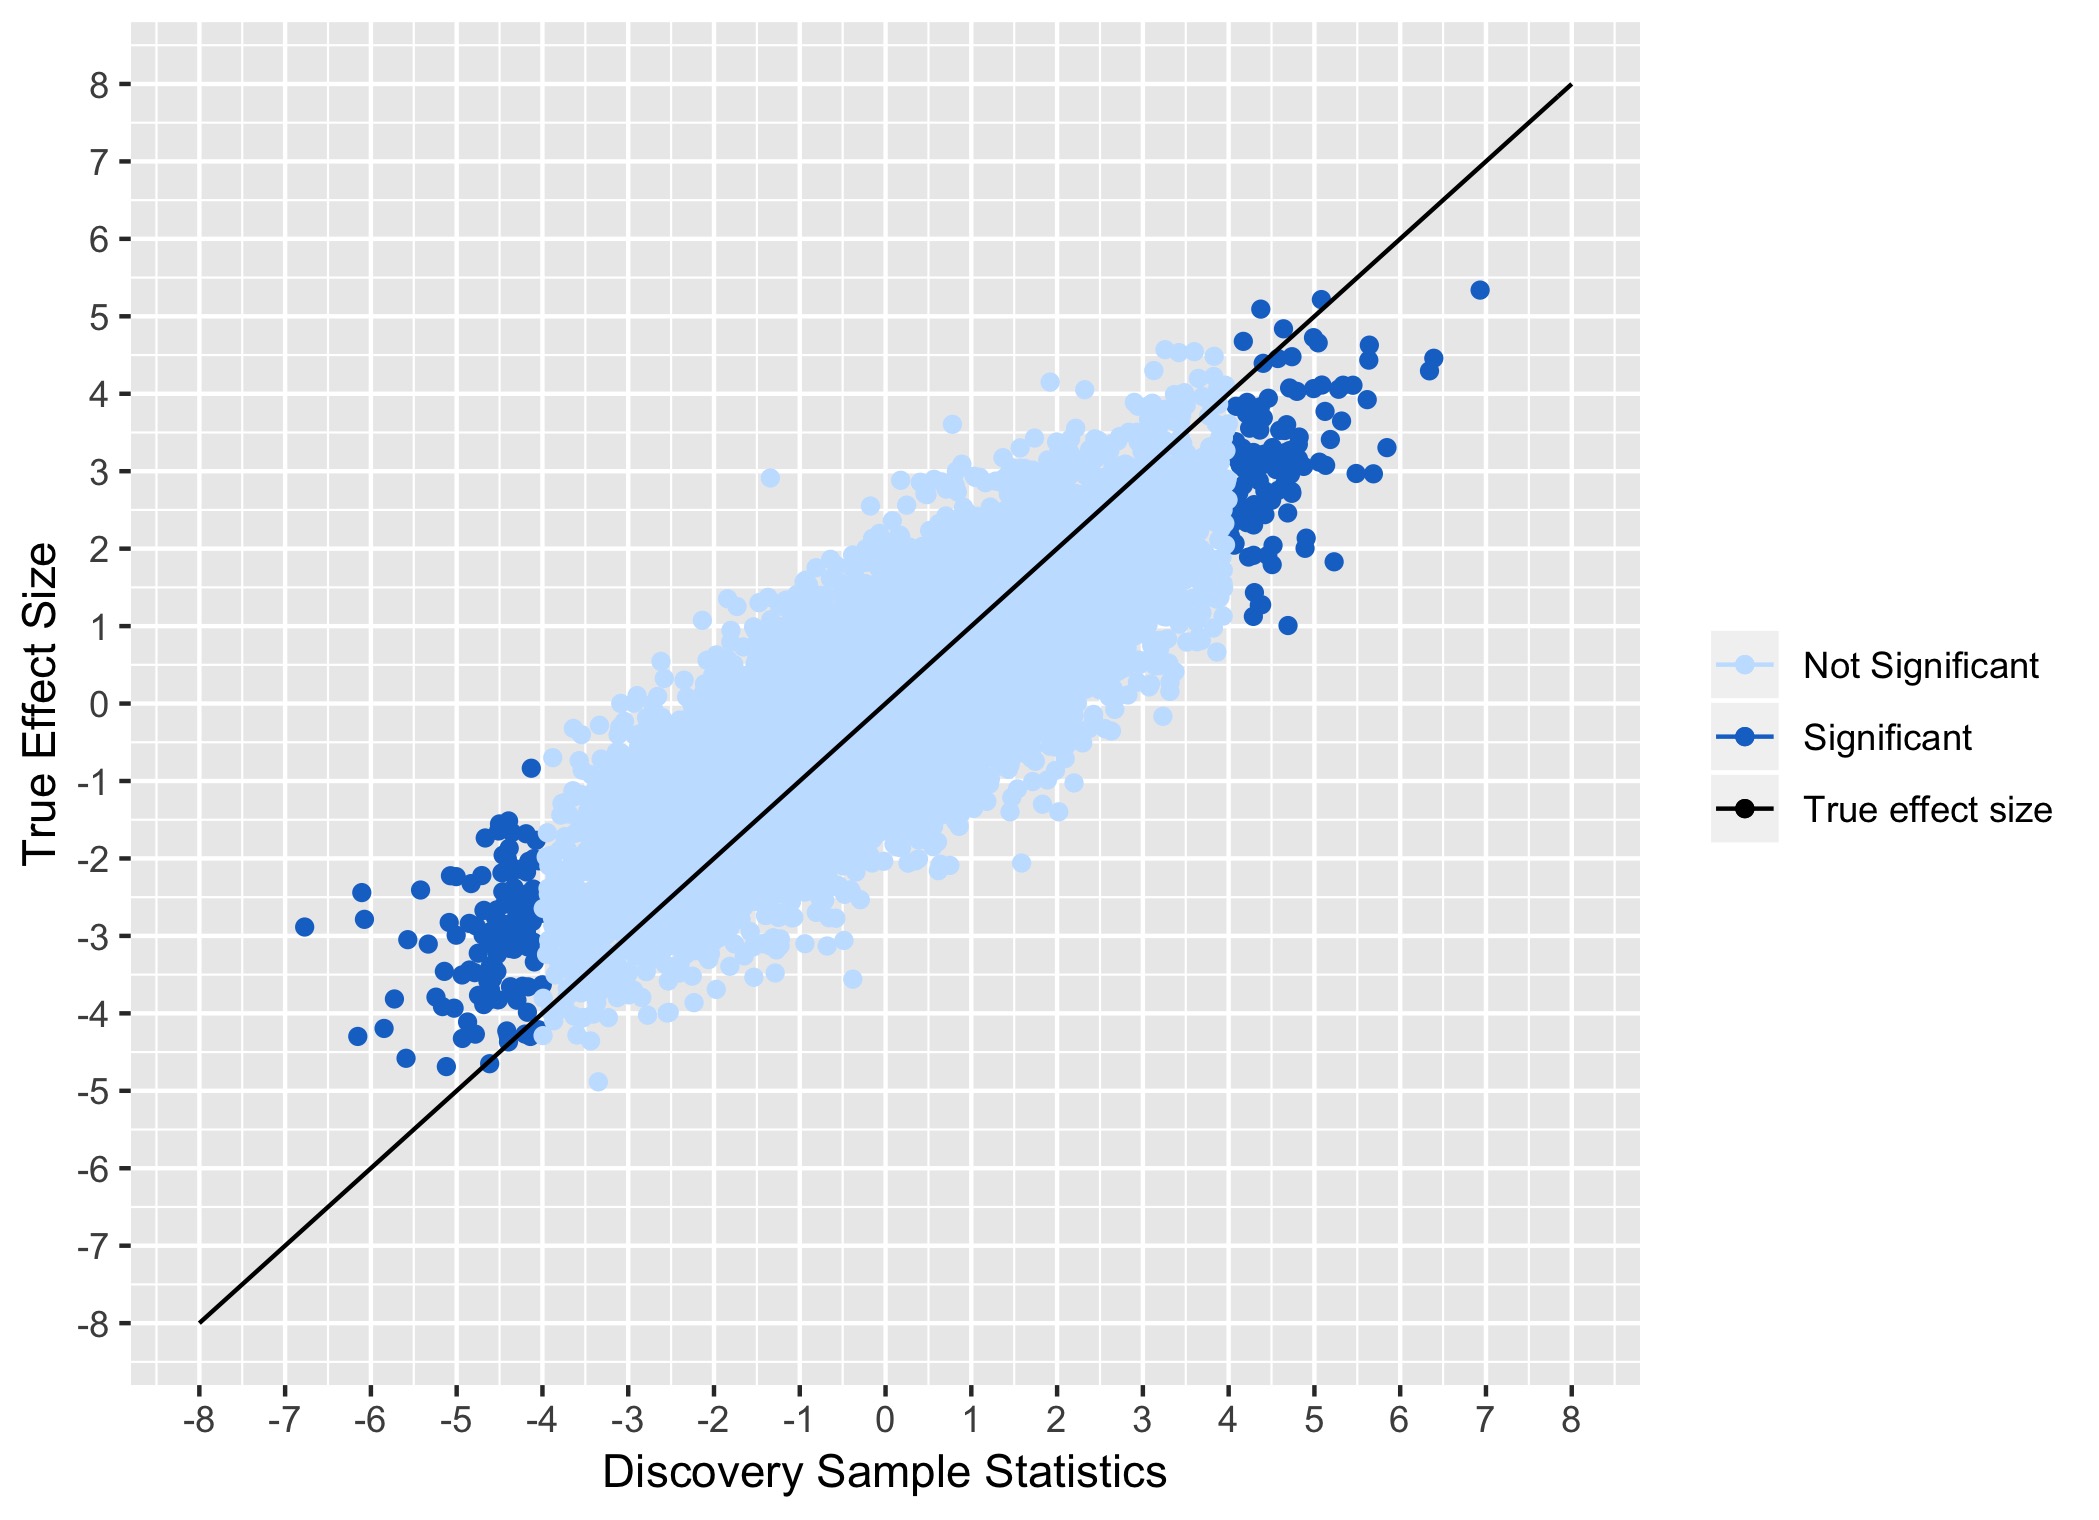 8
7
6
5
4
3
2
1
0
-1
-2
-3
-4
-5
-6
-7
-8
True Effect Size
-8 -7 -6 -5 -4 -3 -2 -1 0 1 2 3 4 5 6 7 8
Discovery Sample Statistics
Not Significant
Significant
True effect size